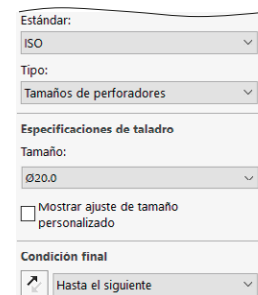 Estándar:
ISO
Tipo:
Tamaños de perforadores
Especificaciones de taladro
Tamaño:
Ø20.0
Mostrar ajuste de tamaño
personalizado
Condición final
Hasta el siguiente